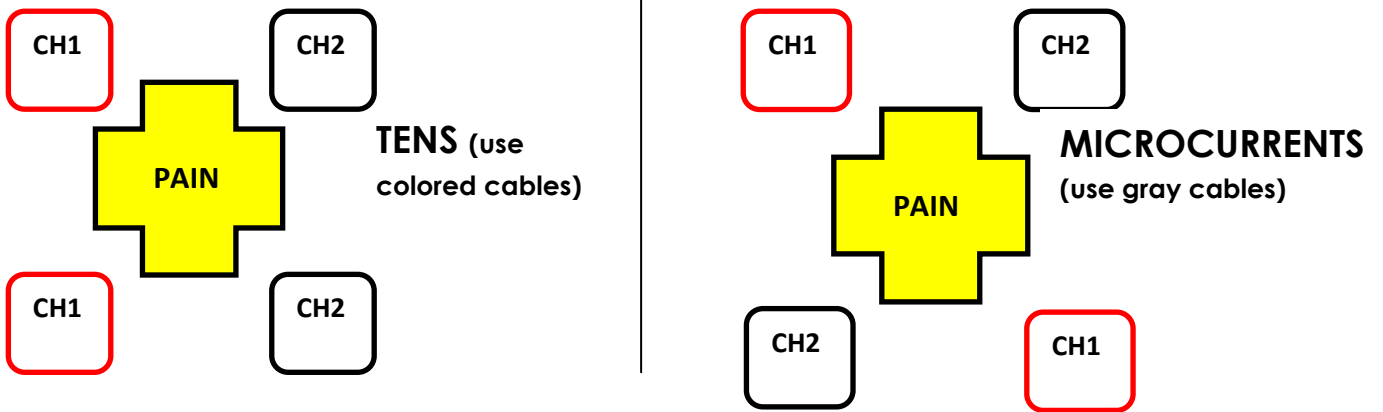 CH1
CH2
TENS (use
colored cables)
PAIN
CH1
CH2
CH1
CH2
MICROCURRENTS
(use gray cables)
PAIN
CH2
CH1